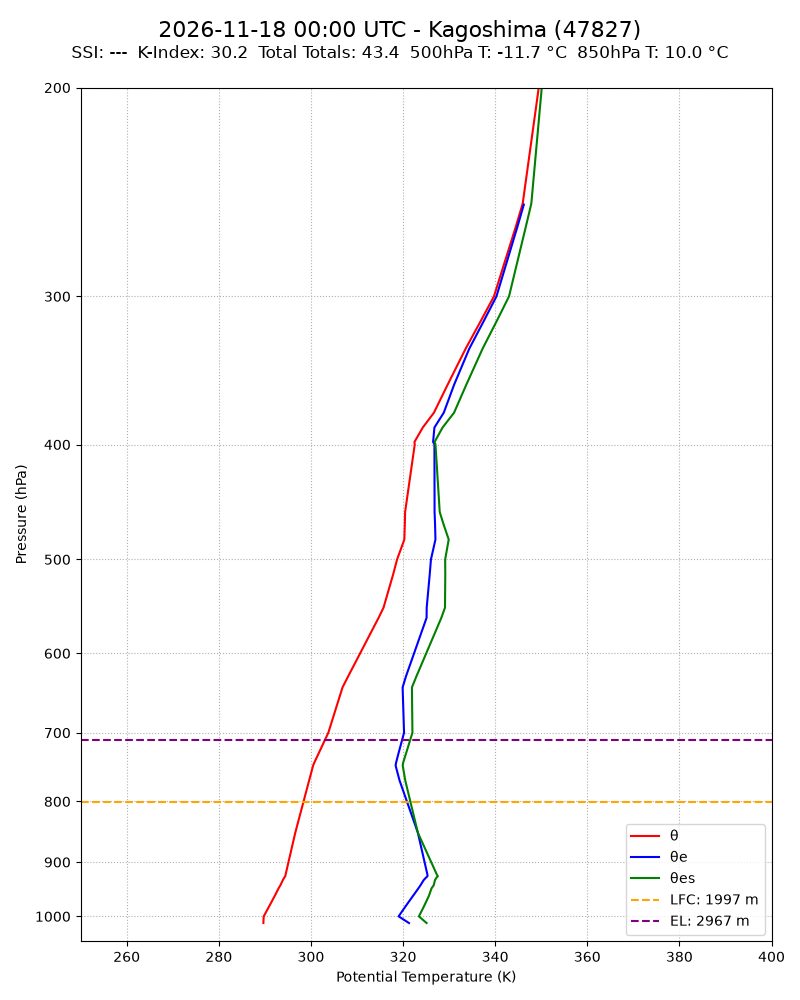 2026-11-18 00:00 UTC - Kagoshima (47827)
SSI: --- K-Index: 30.2 Total Totals: 43.4 500hPa T: -11.7 °C 850hPa T: 10.0 °C
200
300
400
500
600
700
800
900
1000
Pressure (hPa)
260 280 300 320 340 360 380 400
Potential Temperature (K)
θ
θe
θes
LFC: 1997 m
EL: 2967 m